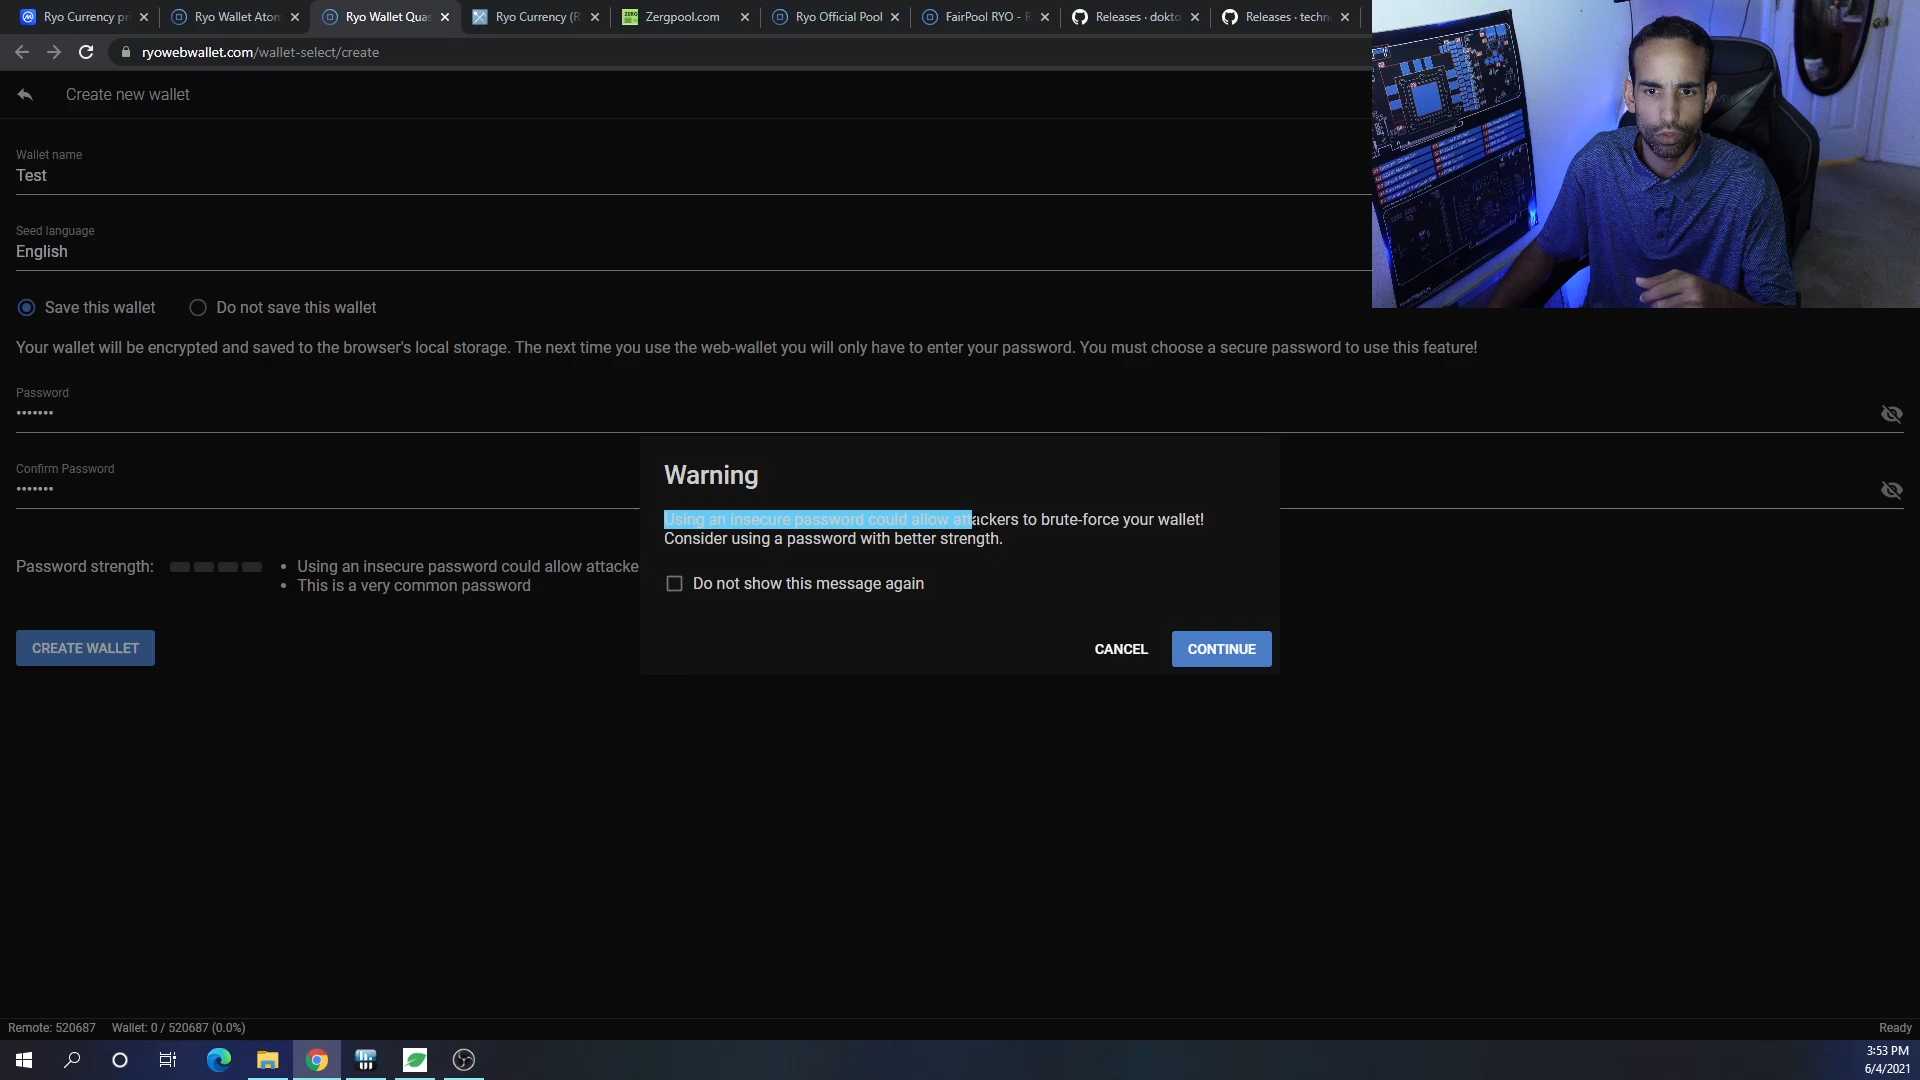 Ryo Currency pr
Ryo Wallet Atom
Ryo Wallet Quas
Ryo Currency (R
Zergpool.com
Ryo Official Pool
FairPool RYO - R
Releases · dokto
Releases · techn
ryowebwallet.com/wallet-select/create
Create new wallet
Wallet name
Test
Seed language
English
Save this wallet
Do not save this wallet
Your wallet will be encrypted and saved to the browser's local storage. The next time you use the web-wallet you will only have to enter your password. You must choose a secure password to use this feature!
Password
Confirm Password
Warning
Using an insecure password could allow attackers to brute-force your wallet!
Consider using a password with better strength.
Do not show this message again
CANCEL
CONTINUE
Password strength:
• Using an insecure password could allow attacke
• This is a very common password
CREATE WALLET
Remote: 520687 Wallet: 0 / 520687 (0.0%)
Ready
3:53 PM
6/4/2021